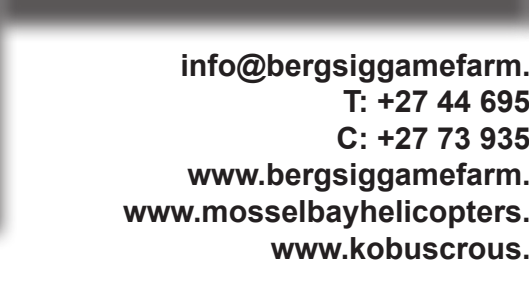 info@bergsiggamefarm.
T: +27 44 695
C: +27 73 935
www.bergsiggamefarm.
www.mosselbayhelicopters.
www.kobuscrous.